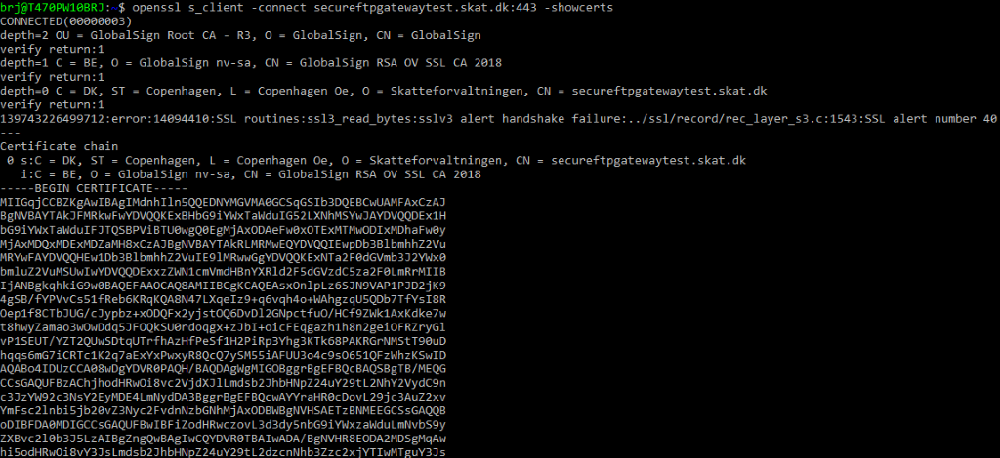 brj@T470PW10BRJ:~$ openssl s_client -connect secureftpgatewaytest.skat.dk:443 -showcerts
CONNECTED(00000003)
depth=2 OU = GlobalSign Root CA - R3, O = GlobalSign, CN = GlobalSign
verify return:1
depth=1 C = BE, O = GlobalSign nv-sa, CN = GlobalSign RSA OV SSL CA 2018
verify return:1
depth=0 C = DK, ST = Copenhagen, L = Copenhagen Oe, O = Skatteforvaltningen, CN = secureftpgatewaytest.skat.dk
verify return:1
139743226499712:error:14094410:SSL routines:ssl3_read_bytes:sslv3 alert handshake failure:../ssl/record/rec_layer_s3.c:1543:SSL alert number 40
---
Certificate chain
0 s:C = DK, ST = Copenhagen, L = Copenhagen Oe, O = Skatteforvaltningen, CN = secureftpgatewaytest.skat.dk
i:C = BE, O = GlobalSign nv-sa, CN = GlobalSign RSA OV SSL CA 2018
-----BEGIN CERTIFICATE-----
MIIGqjCCBZKgAwIBAgIMdnhIln5QQEDNYMGVMA0GCSqGSIb3DQEBCwUAMFAxCzAJ
BgNVBAYTAkJFMRkwFwYDVQQKExBHbG9iYWxTaWduIG52LXNhMSYwJAYDVQQDEx1H
bG9iYWxTaWduIFJTQSBPViBTU0wgQ0EgMjAxODAeFw0xOTExMTMwODIxMDhaFw0y
MjAxMDQxMDExMDZaMH8xCzAJBgNVBAYTAkRLMRMwEQYDVQQIEwpDb3BlbmhhZ2Vu
MRYwFAYDVQQHEw1Db3BlbmhhZ2VuIE9lMRwwGgYDVQQKExNTa2F0dGVmb3J2YWx0
bmluZ2VuMSUwIwYDVQQDExxzZWN1cmVmdHBnYXRld2F5dGVzdC5za2F0LmRrMIIB
IjANBgkqhkiG9w0BAQEFAAOCAQ8AMIIBCgKCAQEAsxOnlpLz6SJN9VAP1PJD2jK9
4gSB/fYPVvCs51fReb6KRqKQA8N47LXqeIz9+q6vqh4o+WAhgzqU5QDb7TfYsI8R
Oep1f8CTbJUG/cJypbz+xODQFx2yjstOQ6DvDl2GNpctfuO/HCf9ZWk1AxKdke7w
t8hwyZamao3wOwDdq5JFOQkSU0rdoqgx+zJbI+oicFEqgazh1h8n2geiOFRZryGl
vP1SEUT/YZT2QUwSDtqUTrfhAzHfPeSf1H2PiRp3Yhg3KTk68PAKRGrNMStT90uD
hqqs6mG7iCRTc1K2q7aExYxPwxyR8QcQ7ySM55iAFUU3o4c9sO651QFzWhzKSwID
AQABo4IDUzCCA08wDgYDVR0PAQH/BAQDAgWgMIGOBggrBgEFBQcBAQSBgTB/MEQG
CCsGAQUFBzAChjhodHRwOi8vc2VjdXJlLmdsb2JhbHNpZ24uY29tL2NhY2VydC9n
c3JzYW92c3NsY2EyMDE4LmNydDA3BggrBgEFBQcwAYYraHR0cDovL29jc3AuZ2xv
YmFsc2lnbi5jb20vZ3Nyc2FvdnNzbGNhMjAxODBWBgNVHSAETzBNMEEGCSsGAQQB
oDIBFDA0MDIGCCsGAQUFBwIBFiZodHRwczovL3d3dy5nbG9iYWxzaWduLmNvbS9y
ZXBvc2l0b3J5LzAIBgZngQwBAgIwCQYDVR0TBAIwADA/BgNVHR8EODA2MDSgMqAw
hi5odHRwOi8vY3JsLmdsb2JhbHNpZ24uY29tL2dzcnNhb3Zzc2xjYTIwMTguY3Js